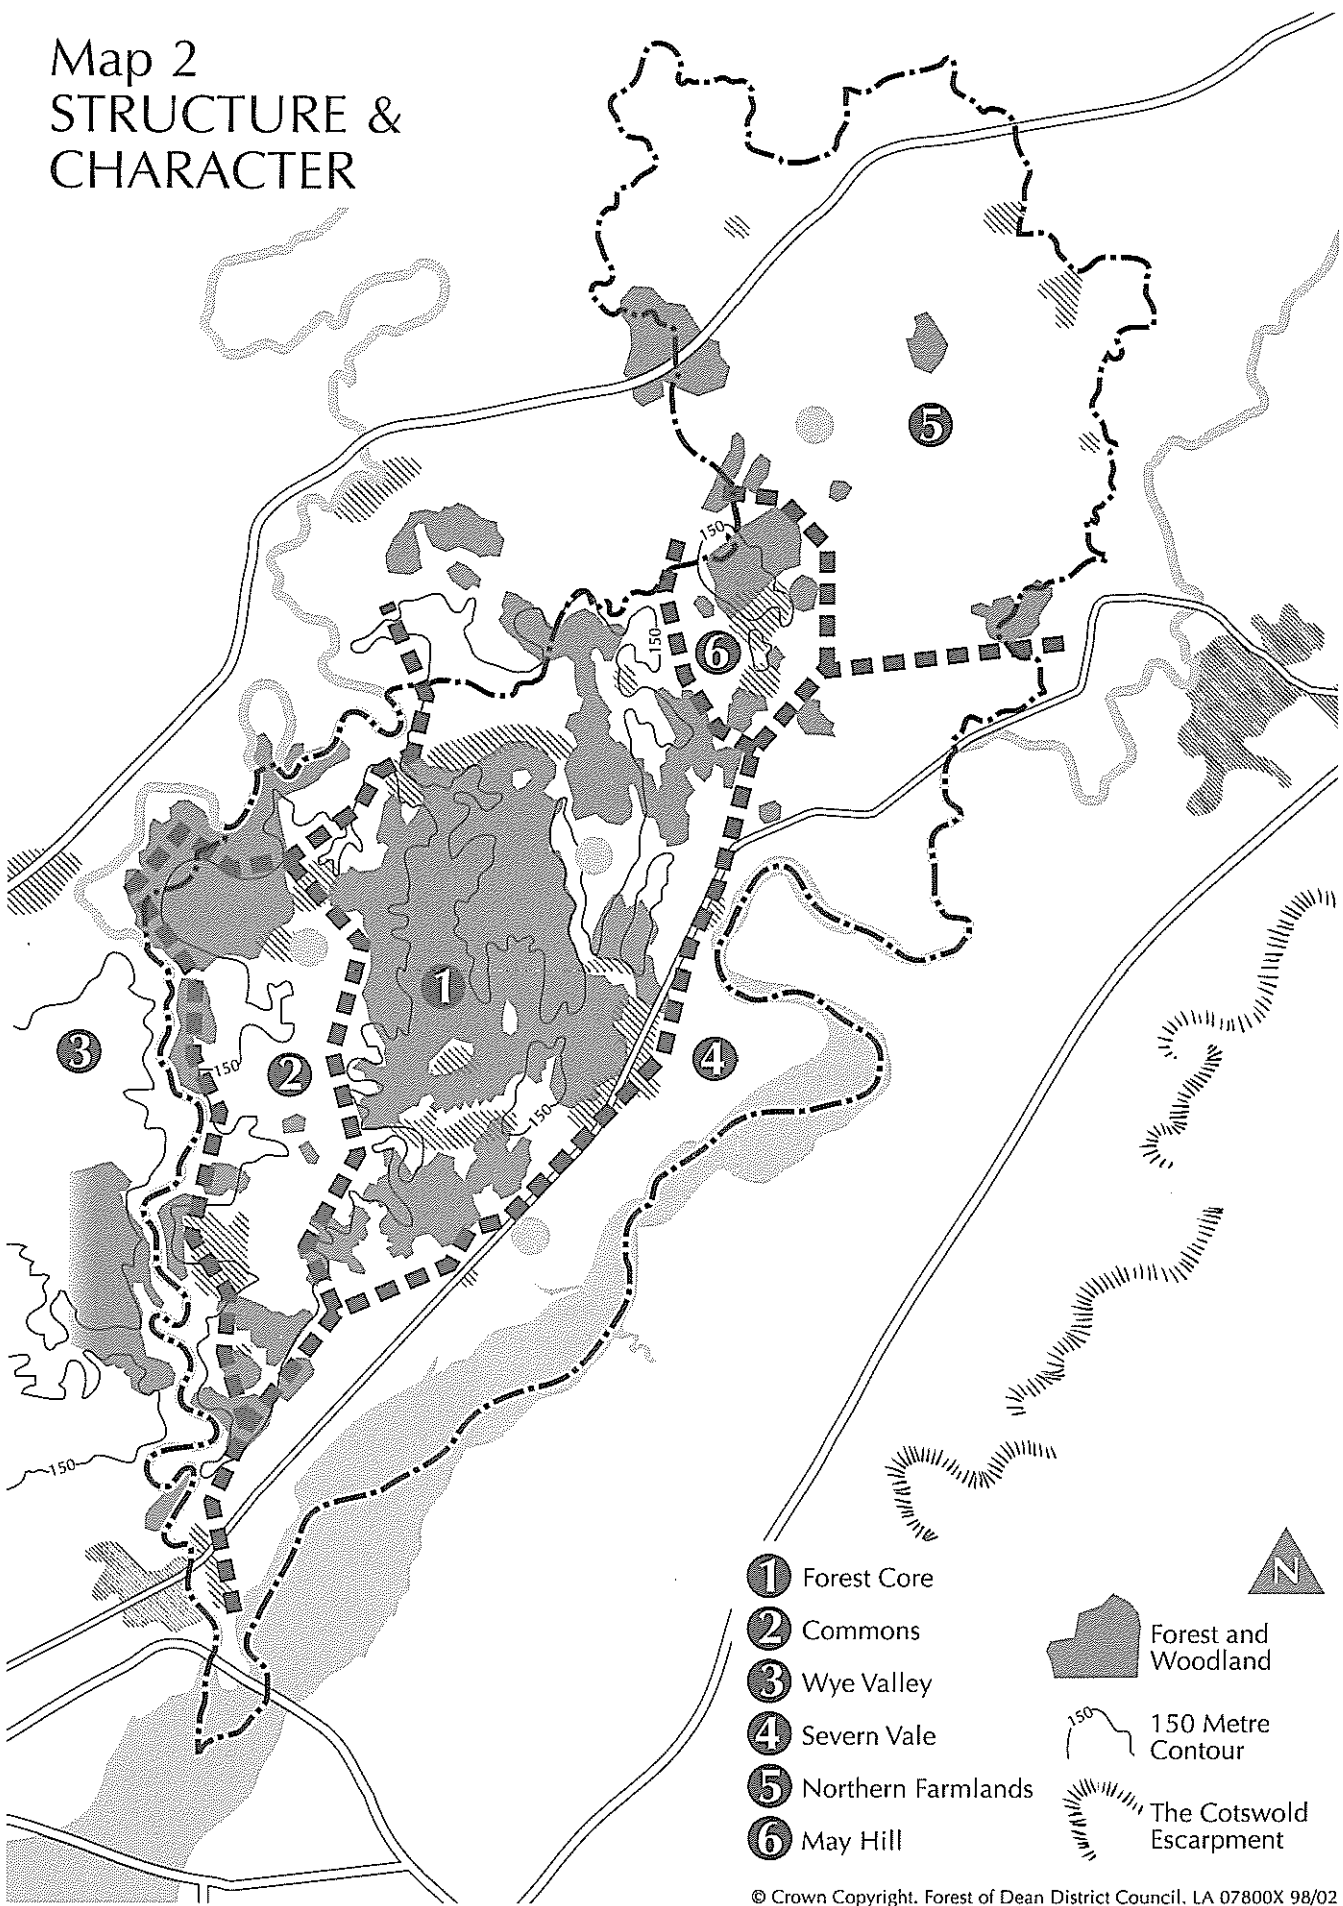 Map 2
STRUCTURE &
CHARACTER
5
150
150
6
1
3
150
2
4
150
150
1 Forest Core
2 Commons
3 Wye Valley
4 Severn Vale
5 Northern Farmlands
6 May Hill
N
Forest and
Woodland
150
150 Metre
Contour
The Cotswold
Escarpment
© Crown Copyright. Forest of Dean District Council. LA 07800X 98/02